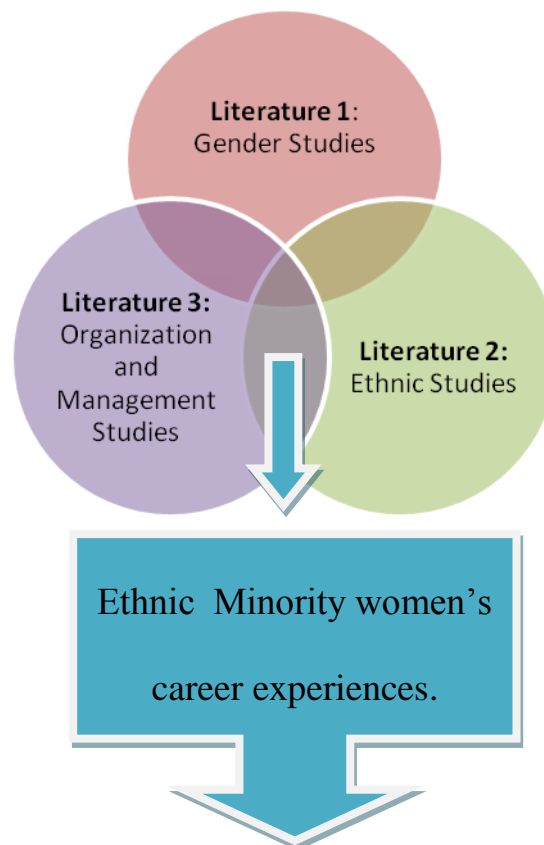 Literature 1:
Gender Studies
Literature 3:
Organization
and
Management
Studies
Literature 2:
Ethnic Studies
Ethnic Minority women’s
career experiences.